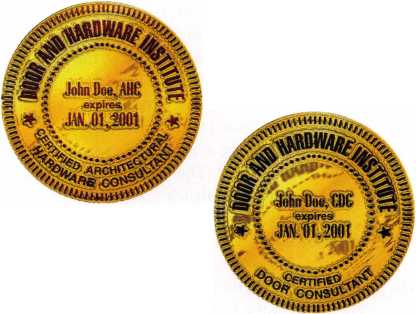 DOOR AND HARDWARE INSTITUTE
John Doe, AHC
expires
JAN. 01, 2001
CERTIFIED ARCHITECTURAL
HARDWARE CONSULTANT
DOOR AND HARDWARE INSTITUTE
John Doe, CDC
expires
JAN. 01, 2001
CERTIFIED
DOOR CONSULTANT